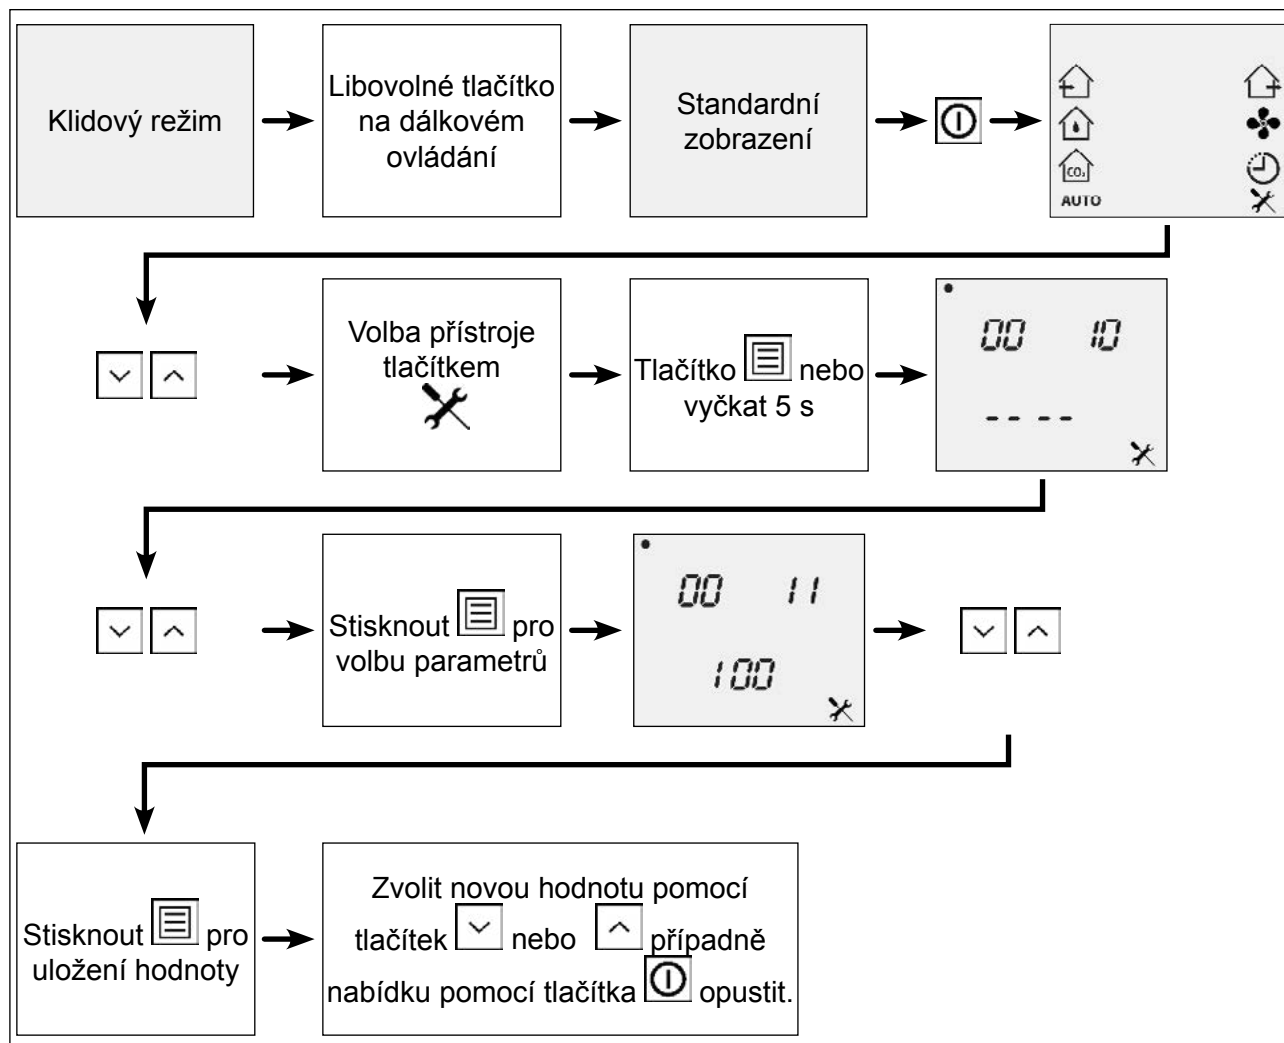 Klidový režim
Libovolné tlačítko
na dálkovém
ovládání
Standardní
zobrazení
CO₂
AUTO
Volba přístroje
tlačítkem
Tlačítko nebo
vyčkat 5 s
00 10
- - - -
Stisknout pro
volbu parametrů
00 11
100
Stisknout pro
uložení hodnoty
Zvolit novou hodnotu pomocí
tlačítek nebo případně
nabídku pomocí tlačítka opustit.